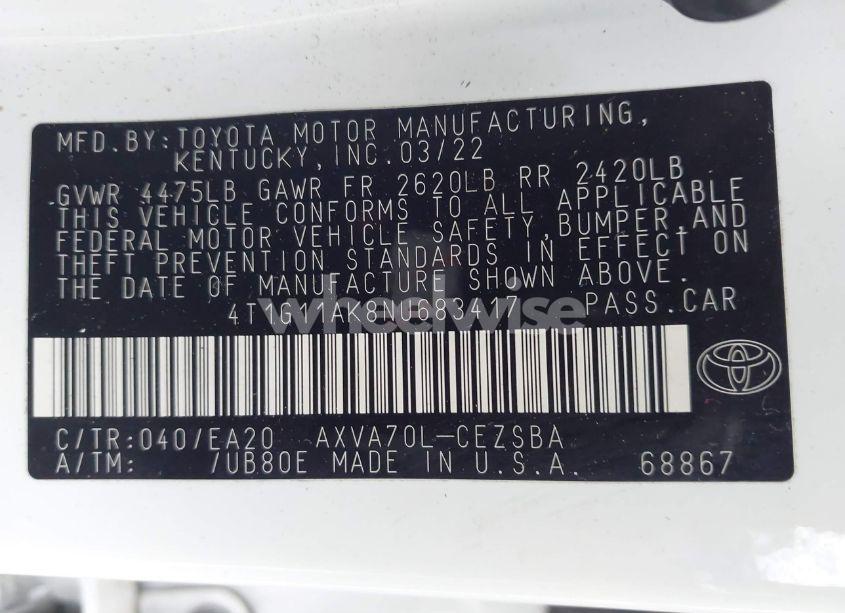 MFD. BY: TOYOTA MOTOR MANUFACTURING,
KENTUCKY, INC. 03/22
GVWR 4475LB GAWR FR 2620LB RR 2420LB
THIS VEHICLE CONFORMS TO ALL APPLICABLE
FEDERAL MOTOR VEHICLE SAFETY, BUMPER, AND
THEFT PREVENTION STANDARDS IN EFFECT ON
THE DATE OF MANUFACTURE SHOWN ABOVE.
PASS. CAR
wheelwise
C/TR: 040/EA20 AXVA70L-CEZSBA
A/TM: /UB80E MADE IN U.S.A. 68867